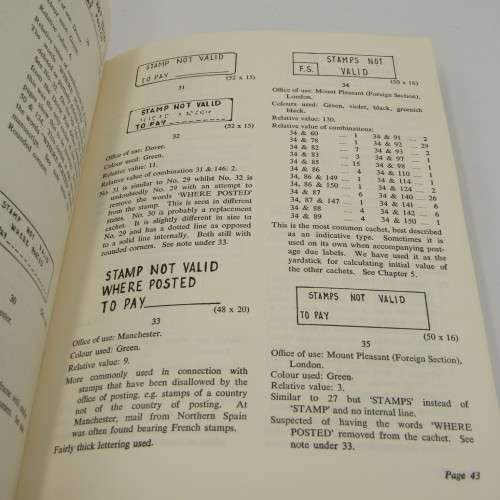 STAMP NOT VALID
TO PAY
(52 x 15)
31
STAMP NOT VALID
TO PAY
(52 x 15)
32
Office of use: Dover.
Colour used: Green.
Relative value: 11.
Relative value of combination 31 & 146; 2.
No. 31 is similar to No. 29 whilst No. 32 is
undoubtedly No. 29 with an attempt to
remove the words 'WHERE POSTED'
from the stamp. This is seen in different
states. No. 30 is probably a replacement
cachet. It is slightly different in size to
No. 29 and has a dotted line as opposed
to a solid line internally. Both still with
rounded corners. See note under 33.
STAMP NOT VALID
WHERE POSTED
TO PAY
(48 x 20)
33
Office of use: Manchester.
Colour used: Green.
Relative value: 9.
More commonly used in connection with
stamps that have been disallowed by the
office of posting, e.g. stamps of a country
not of the country of posting. At
Manchester, mail from Northern Spain
was often found bearing French stamps.
Fairly thick lettering used.
STAMPS NOT
F.S. VALID
(50 x 16)
34
Office of use: Mount Pleasant (Foreign Section),
London.
Colours used: Green, violet, black, greenish
black.
Relative value: 130.
Relative value of combinations:
34 & 60 ... 1 34 & 91 ... 2
34 & 78 ... 1 34 & 92 ... 29
34 & 82 ... 7 34 & 93 ... 2
34 & 83 ... 3 34 & 97 ... 1
34 & 85 ... 15 34 & 98 ... 1
34 & 86 ... 4 34 & 110 ... 1
34, 86 & 149 ... 1 34 & 114 ... 1
34, 86 & 150 ... 1 34 & 124 ... 2
34 & 87 ... 6 34 & 140 ... 26
34, 87 & 147 ... 1 34 & 141 ... 6
34 & 88 ... 1 34 & 142 ... 6
34 & 89 ... 4 34 & 150 ... 1
This is the most common cachet, best described
as an indicative type. Sometimes it is
used on its own when accompanying post-
age due labels. We have used it as the
yardstick for calculating initial value of
the other cachets. See Chapter 5.
STAMPS NOT VALID
TO PAY
(50 x 16)
35
Office of use: Mount Pleasant (Foreign Section),
London.
Colour used: Green.
Relative value: 3.
Similar to 27 but 'STAMPS' instead of
'STAMP' and no internal line.
Suspected of having the words 'WHERE
POSTED' removed from the cachet. See
note under 33.
Page 43